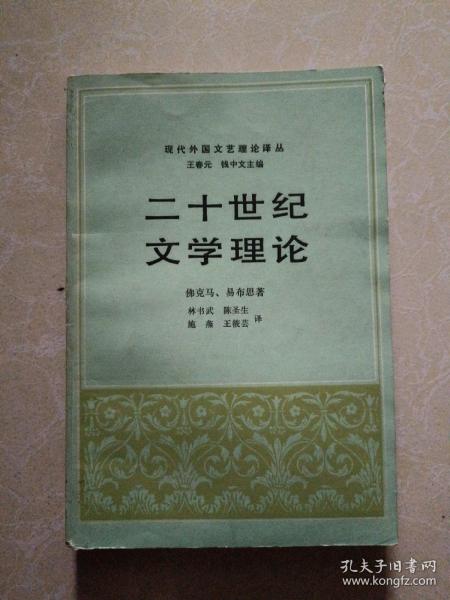 现代外国文艺理论译丛
王春元 钱中文主编
二十世纪
文学理论
佛克马、易布思著
林书武 陈圣生
施燕 王筱芸 译
孔夫子旧书网
www.kongfz.com